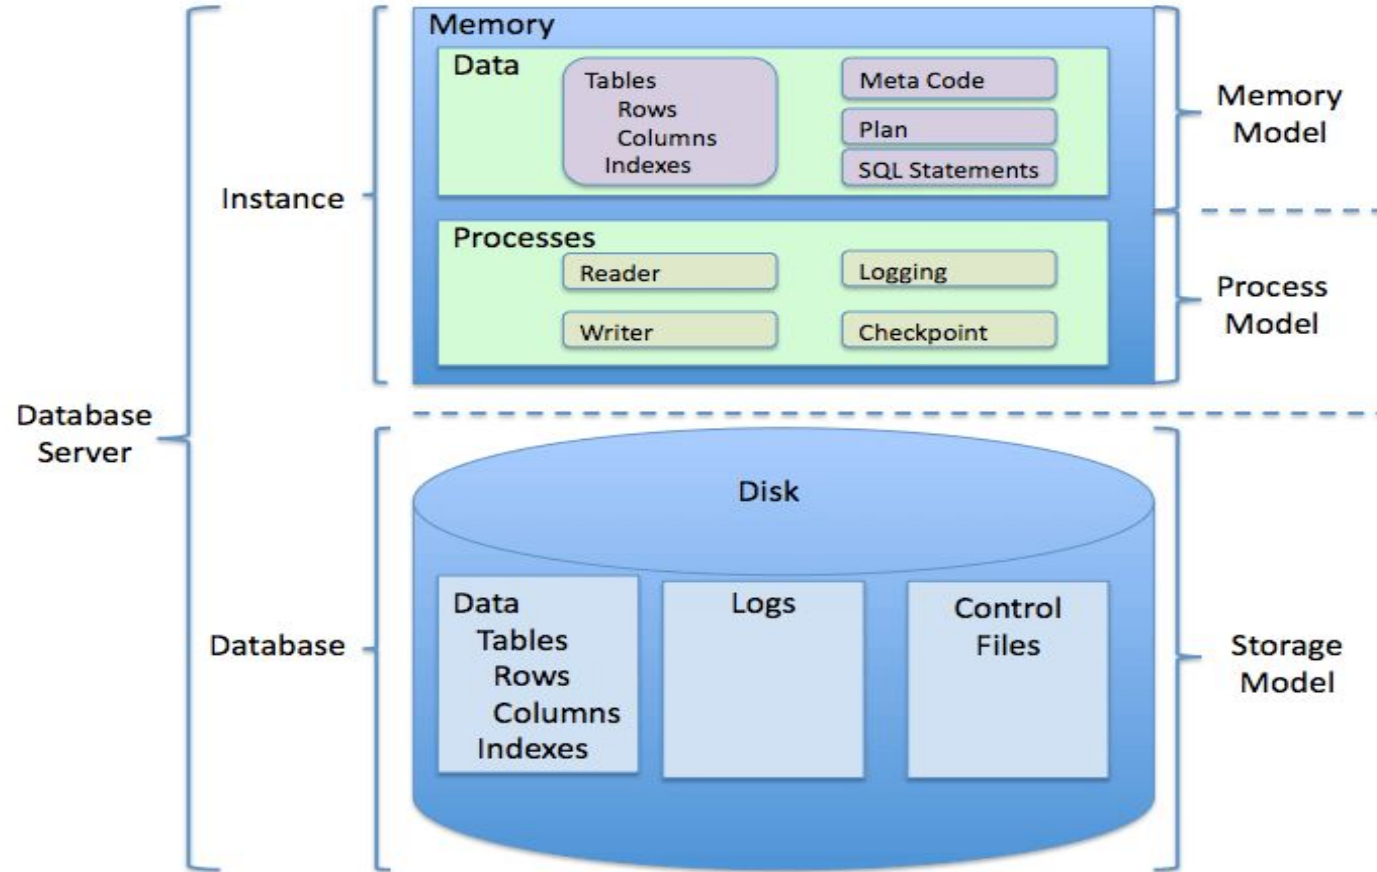 Memory
Data
Tables
Rows
Columns
Indexes
Meta Code
Plan
SQL Statements
Memory
Model
Instance
Processes
Reader
Logging
Writer
Checkpoint
Process
Model
Database
Server
Disk
Data
Tables
Rows
Columns
Indexes
Logs
Control
Files
Database
Storage
Model